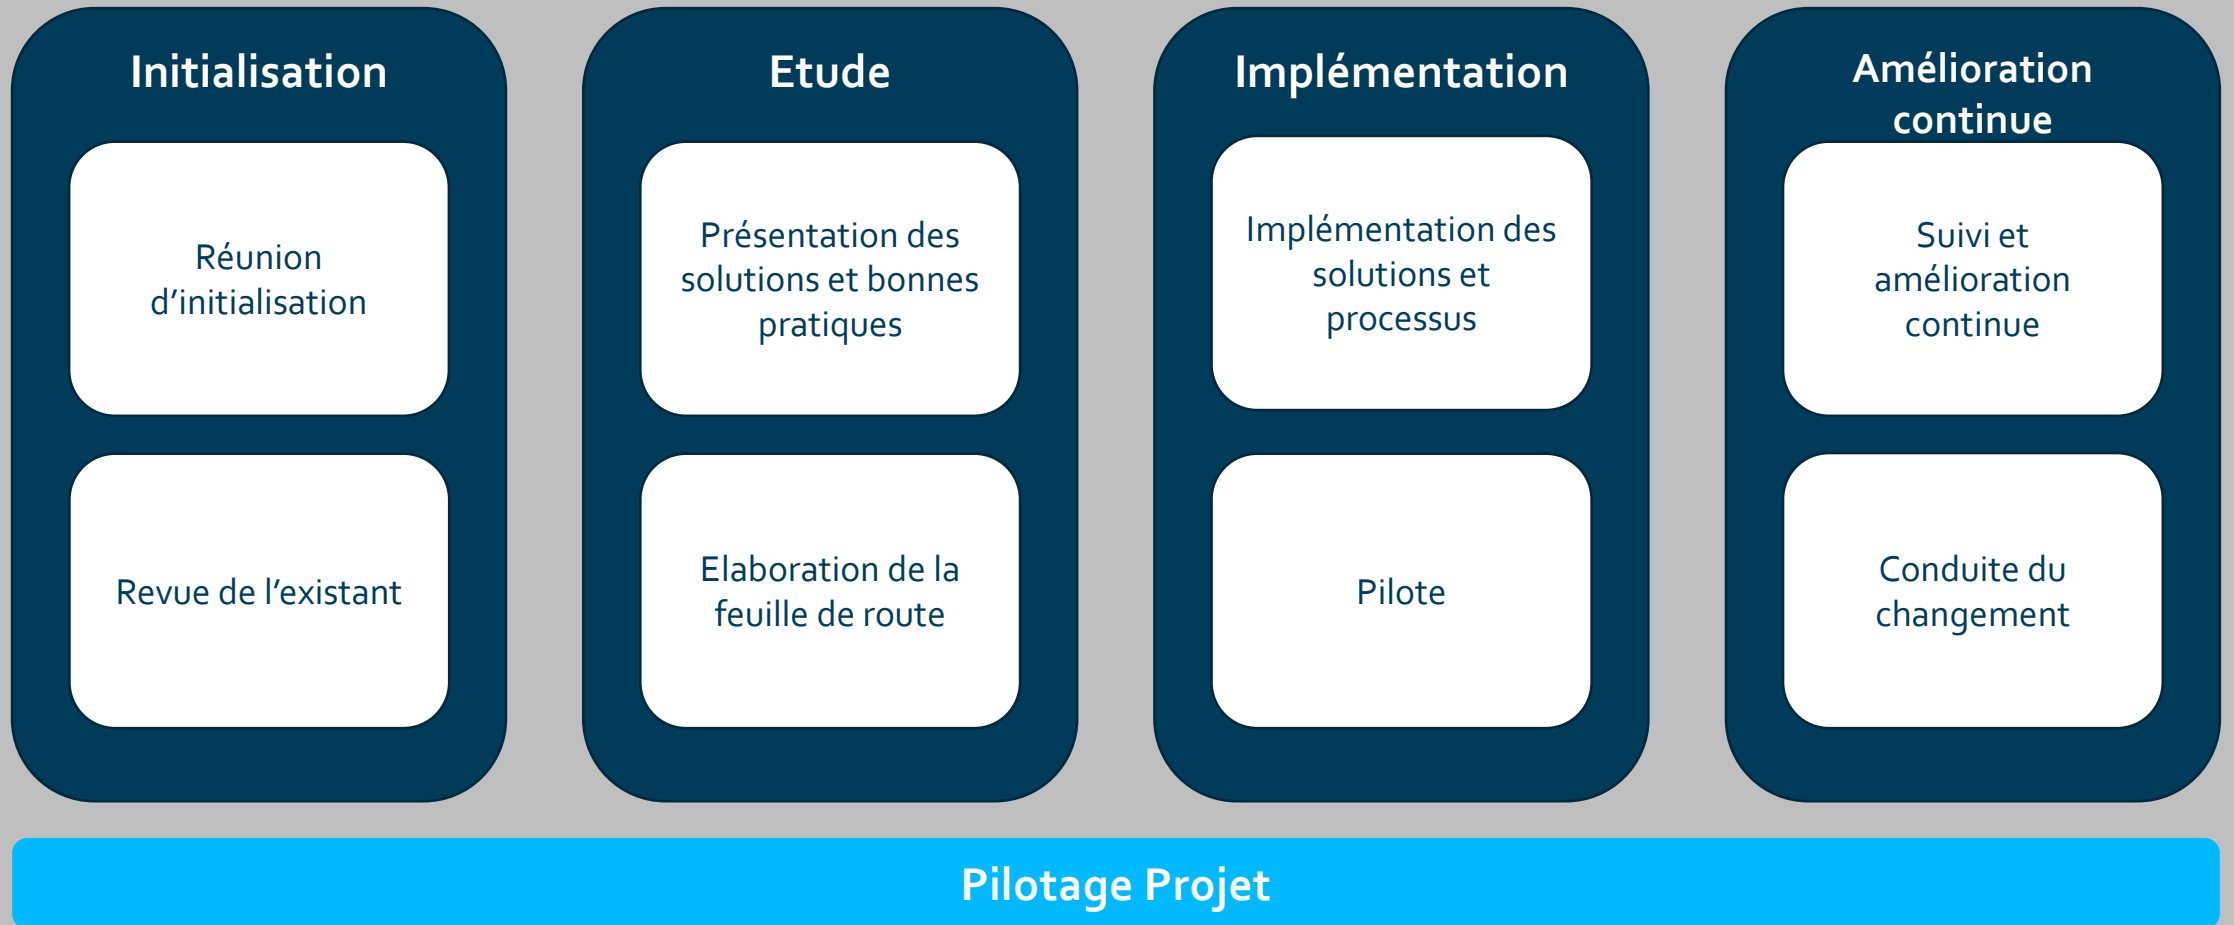 Initialisation
Réunion
d’initialisation
Revue de l’existant
Etude
Présentation des
solutions et bonnes
pratiques
Elaboration de la
feuille de route
Implémentation
Implémentation des
solutions et
processus
Pilote
Amélioration
continue
Suivi et
amélioration
continue
Conduite du
changement
Pilotage Projet